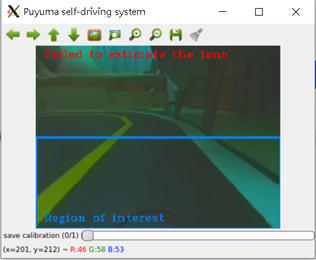 Puyuma self-driving system
Failed to estimate the lane
Region of Interest
save calibration (0/1)
(x=201, y=212) ~ R:46 G:58 B:53